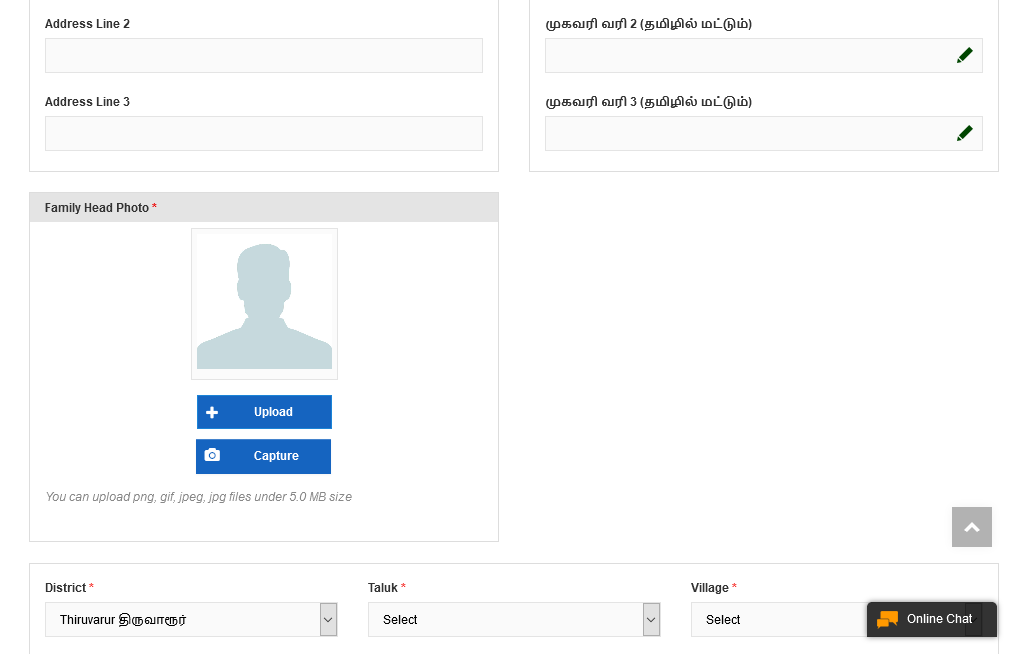 Address Line 2
முகவரி வரி 2 (தமிழில் மட்டும்)
Address Line 3
முகவரி வரி 3 (தமிழில் மட்டும்)
Family Head Photo *
Upload
Capture
You can upload png, gif, jpeg, jpg files under 5.0 MB size
District * Taluk * Village *
Thiruvarur திருவாரூர் Select Select
Online Chat